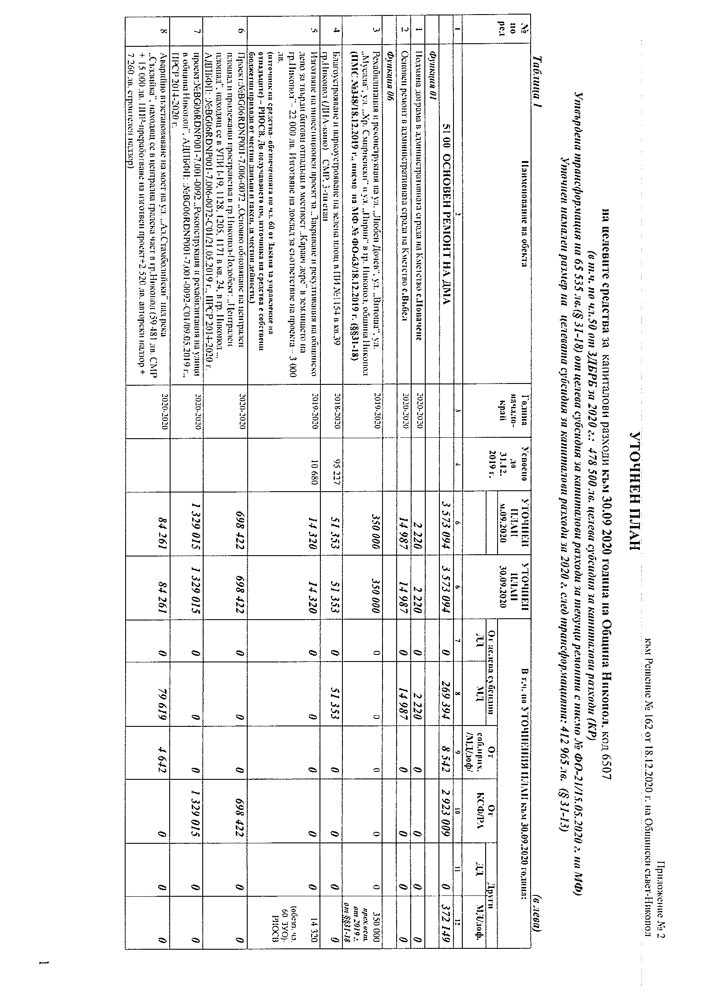 Приложение № 2
към Решение № 162 от 18.12.2020 г. на Общински съвет-Никопол
УТОЧНЕН ПЛАН
на целевите средства за капиталови разходи към 30.09 2020 година на Община Никопол, код 6507
(в т.ч. по чл.50 от ЗДБРБ за 2020 г.: 478 500 лв. целева субсидия за капиталови разходи (КР)
Утвърдена трансформация на 65 535 лв.(§ 31-18) от целева субсидия за капиталови разходи за текущи ремонти с писмо № ФО-21/15.05.2020 г. на МФ)
Уточнен намален размер на целевата субсидия за капиталови разходи за 2020 г. след трансформацията: 412 965 лв. (§ 31-13)
Таблица 1 (в лева)
№ по ред | Наименование на обекта | Година начало-край | Усвоено до 31.12. 2019 г. | УТОЧНЕН ПЛАН м.09.2020 | УТОЧНЕН ПЛАН 30.09.2020 | В т.ч. по УТОЧНЕНИЯ ПЛАН към 30.09.2020 година:
От целева субсидии | От соб.прих. /МД/доф/ | От КСФ/РА | Други
ДД | МД | ДД | МД/доф.
1 | 2 | 3 | 4 | 6 | 6 | 7 | 8 | 9 | 10 | 11 | 12
51 00 ОСНОВЕН РЕМОНТ НА ДМА | 3 573 094 | 3 573 094 | 0 | 269 394 | 8 542 | 2 923 009 | 0 | 372 149
Функция 01
1 | Подмяна дограма в административната сграда на Кметство с.Новачене | 2020-2020 | 2 220 | 2 220 | 0 | 2 220 | 0 | 0 | 0 | 0
2 | Основен ремонт в административната сграда на Кметство с.Въбел | 2020-2020 | 14 987 | 14 987 | 0 | 14 987 | 0 | 0 | 0 | 0
Функция 06
3 | Рехабилитация и реконструкция на ул. „Любен Дочев“, ул. „Витоша“, ул.
„Мусала“, ул. „Хр. Смирненски“ и ул. „Пирин“ в гр. Никопол, община Никопол
(ПМС №348/18.12.2019 г., писмо на МФ № ФО-63/18.12.2019 г. (§§31-18) | 2019-2020 | 350 000 | 350 000 | 0 | 0 | 0 | 0 | 0 | 350 000
прех.ост. от 2019 г. от §§31-18
4 | Благоустрояване и паркоустрояване на зелена площ в ПИ №1154 в кв.39
гр.Никопол (ДНА-кино) СМР. 3-ти етап | 2018-2020 | 95 227 | 51 353 | 51 353 | 0 | 51 353 | 0 | 0 | 0 | 0
5 | Изготвяне на инвестиционен проект за „Закриване и рекултивация на общинско
депо за твърди битови отпадъци в местност „Караач дере“ в землището на
гр.Никопол“– 22 000 лв. Изготвяне на доклад за съответствие на проекта – 3 000
лв.
(източник на средства– обезпеченията по чл. 60 от Закона за управление на
отпадъците) – РИОСВ. До получаването им, източника на средства е собствени
бюджетни приходи от местни данъци и такси, за местни дейности.) | 2019-2020 | 10 680 | 14 320 | 14 320 | 0 | 0 | 0 | 0 | 0 | 14 320
(обезп. чл. 60 ЗУО)- РИОСВ
6 | Проект:№BG06RDNP001-7.006-0072 „Основно обновяване на централен
площад и прилежащи пространства в гр.Никопол-Подобект: „Централен
площад“, находящ се в УПИ I-19, 1128, 1205, 1171 в кв. 24, в гр. Никопол „,
АДПБФП: :№BG06RDNP001-7.006-0072-C01/21.05.2019 г., ПРСР 2014-2020 г. | 2020-2020 | 698 422 | 698 422 | 0 | 0 | 0 | 698 422 | 0 | 0
7 | проект:№BG06RDNP001-7.001-0092 „Реконструкция и рехабилитация на улици
в община Никопол“, АДПБФП: :№BG06RDNP001-7.001-0092-C01/09.05.2019 г.,
ПРСР 2014-2020 г. | 2020-2020 | 1 329 015 | 1 329 015 | 0 | 0 | 0 | 1 329 015 | 0 | 0
8 | Аварийно възстановяване на мост на ул. „Ал.Стамболийски“ над река
„Съзлийка“, находящ се в централна градска част в гр.Никопол (59 481 лв. СМР
+ 15 000 лв. ППР-преработване на изготвен проект+2 520 лв. авторски надзор +
7 260 лв. строителен надзор) | 2020-2020 | 84 261 | 84 261 | 0 | 79 619 | 4 642 | 0 | 0 | 0
1